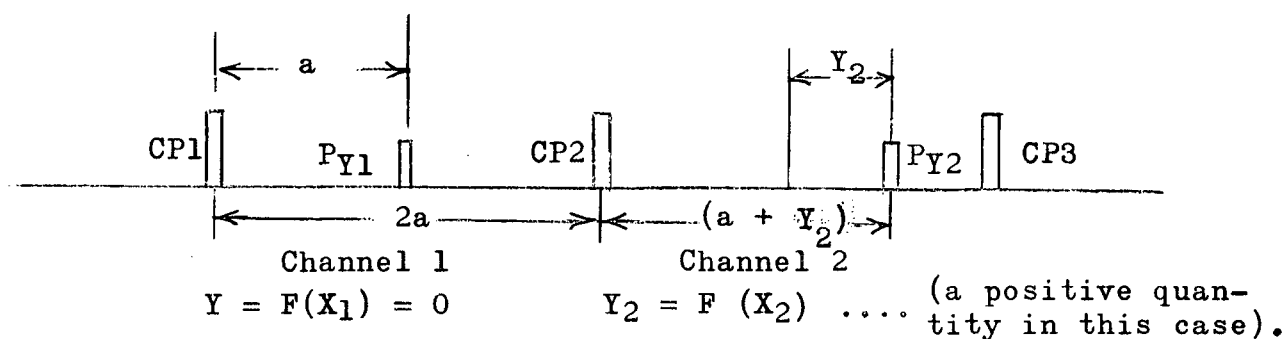 a Y2
CP1 PY1 CP2 PY2 CP3
2a (a + Y2)
Channel 1 Channel 2
Y = F(X1) = 0 Y2 = F (X2) .... (a positive quan-
tity in this case).